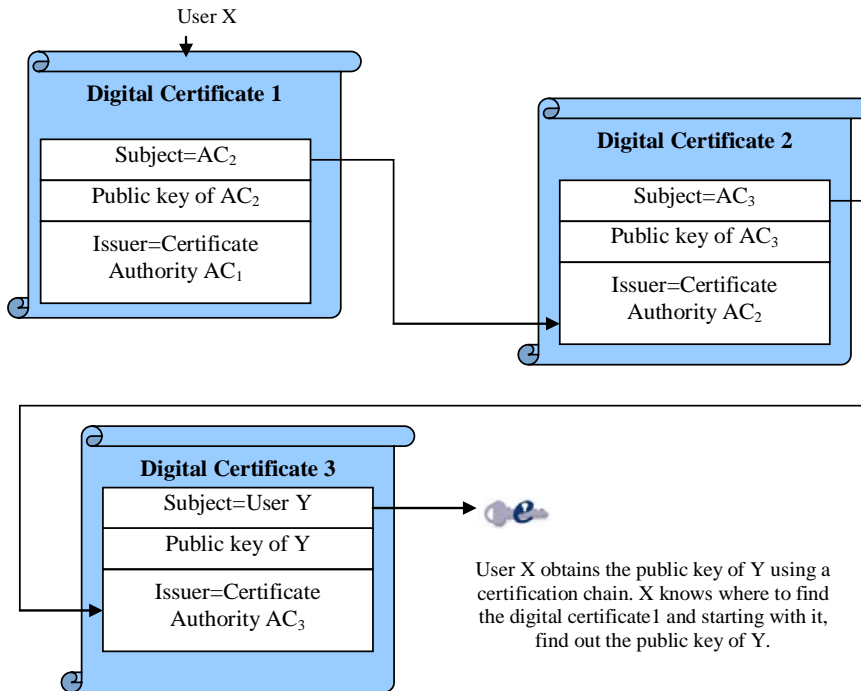 User X
Digital Certificate 1
Subject=AC₂
Public key of AC₂
Issuer=Certificate
Authority AC₁
Digital Certificate 2
Subject=AC₃
Public key of AC₃
Issuer=Certificate
Authority AC₂
Digital Certificate 3
Subject=User Y
Public key of Y
Issuer=Certificate
Authority AC₃
e
User X obtains the public key of Y using a
certification chain. X knows where to find
the digital certificate1 and starting with it,
find out the public key of Y.